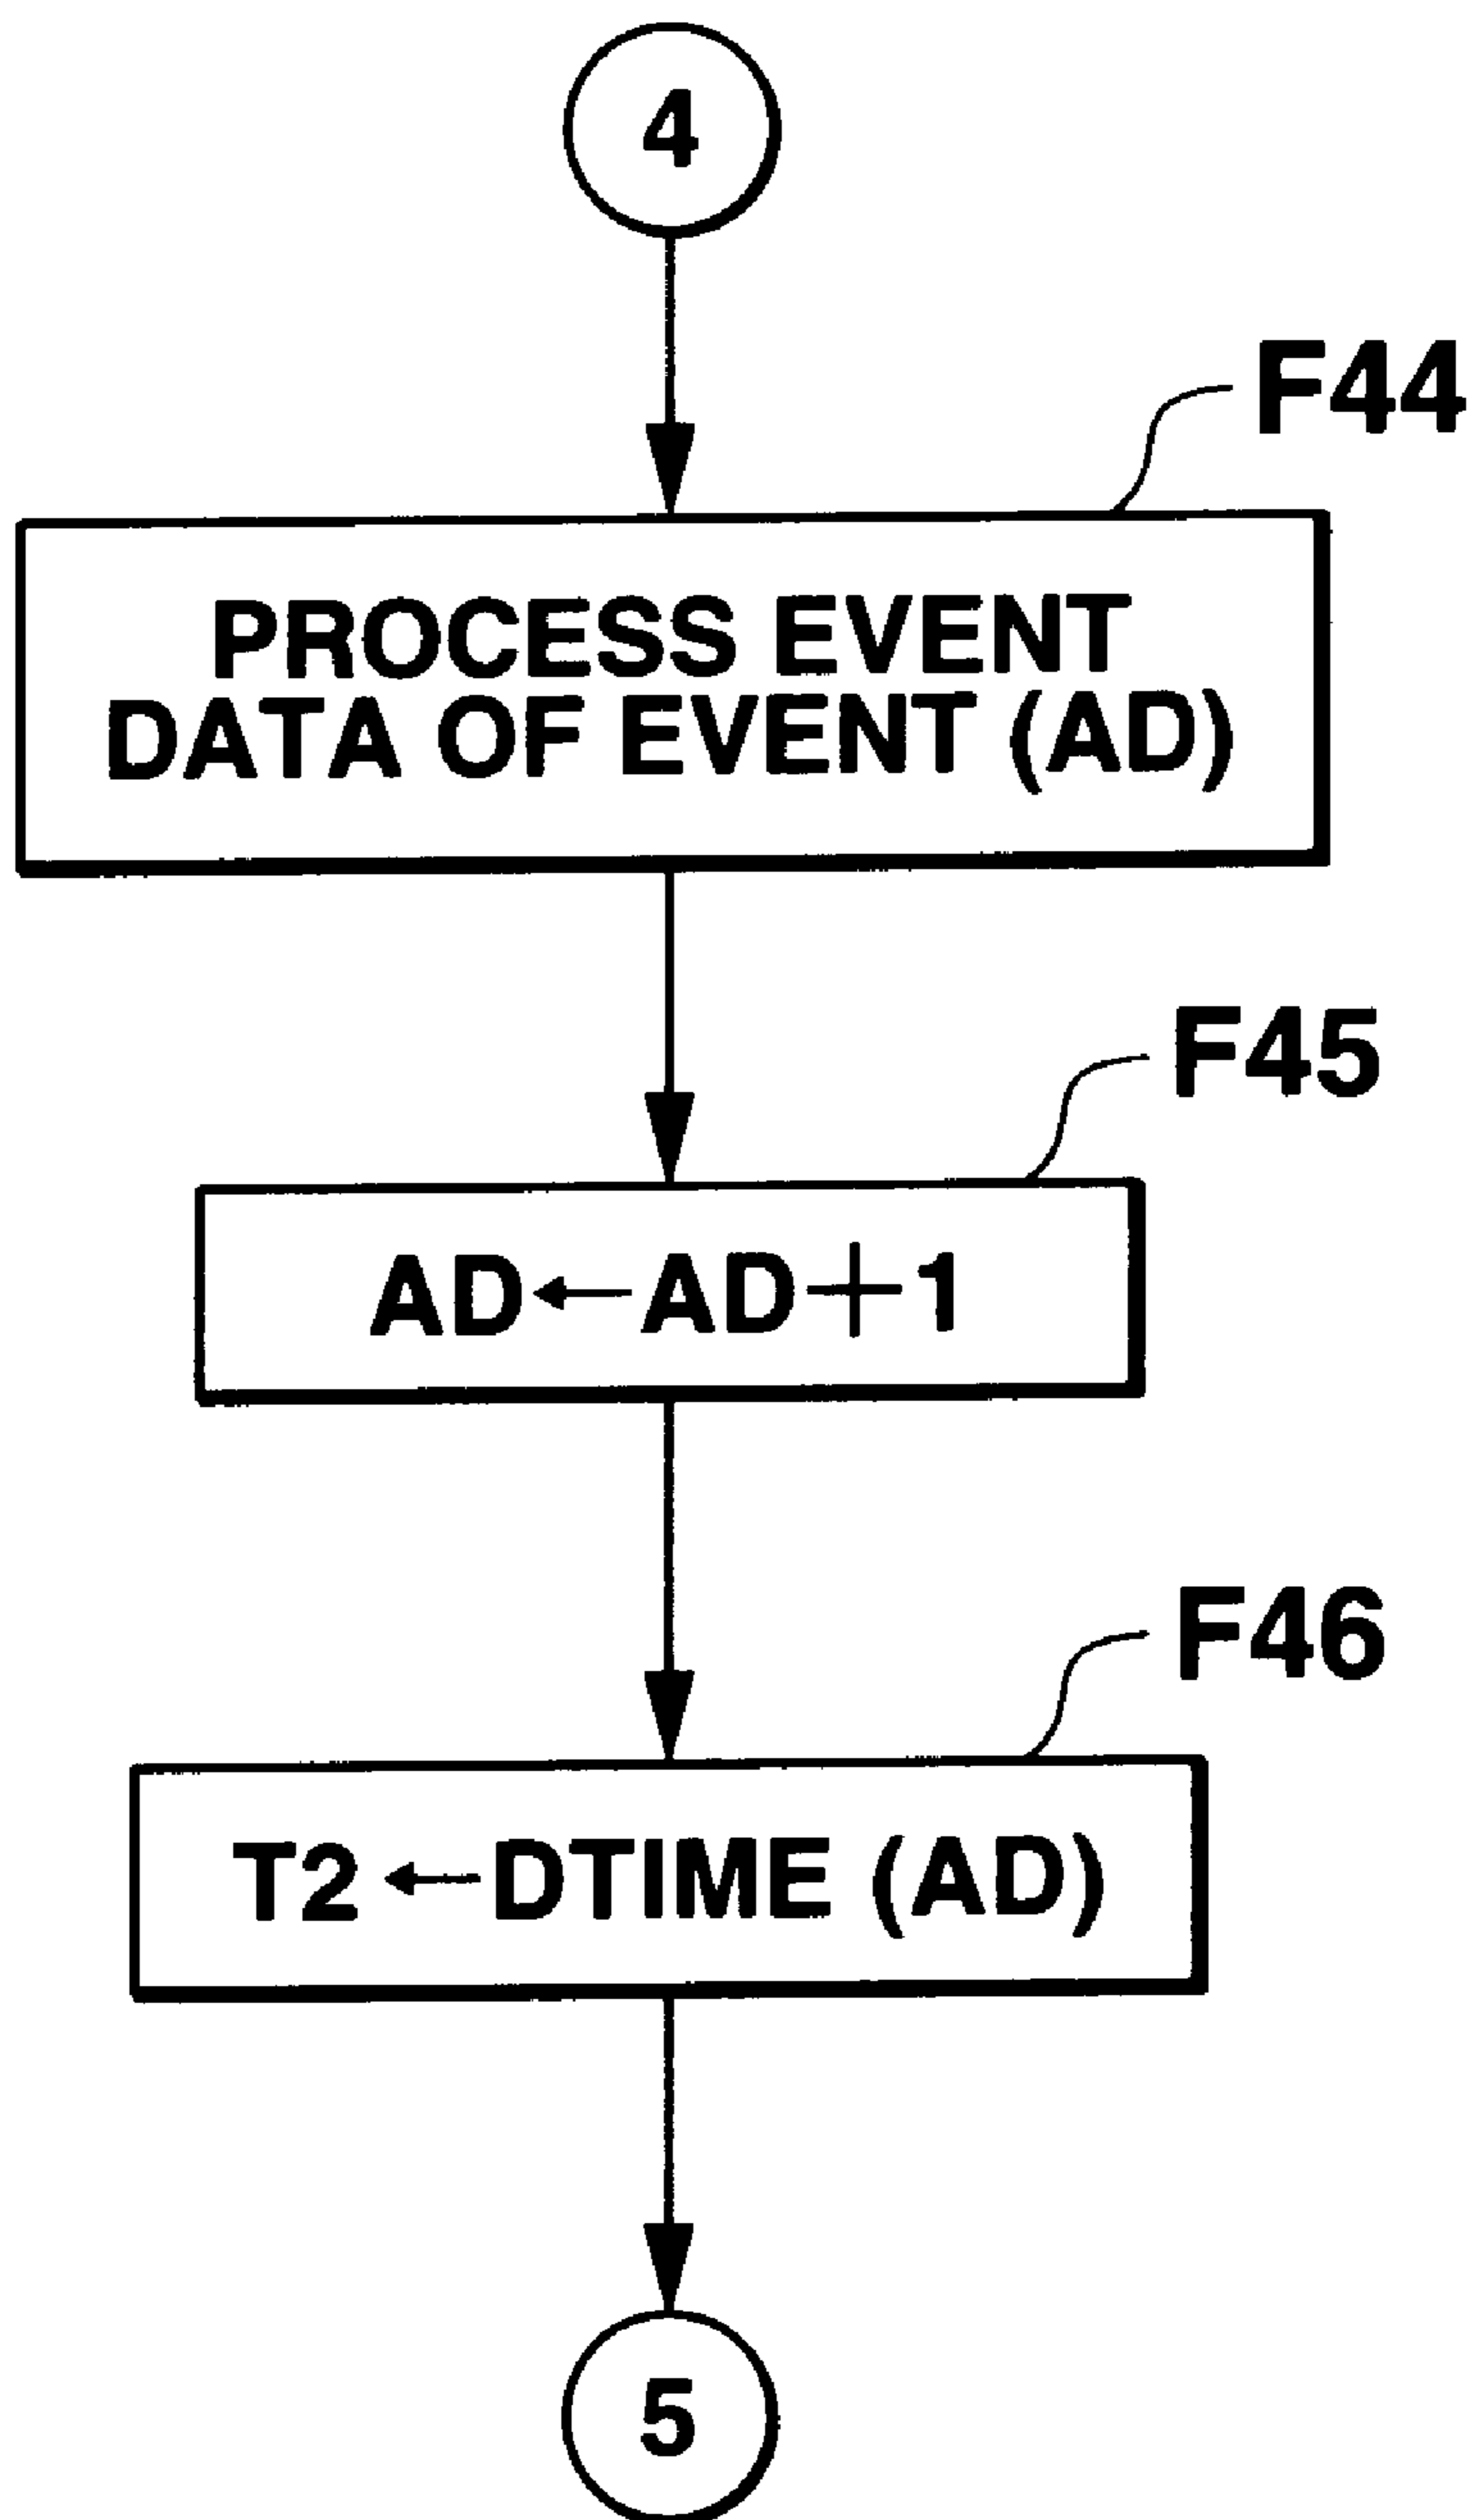 4
F44
PROCESS EVENT
DATA OF EVENT (AD)
F45
AD ← AD + 1
F46
T2 ← DTIME (AD)
5